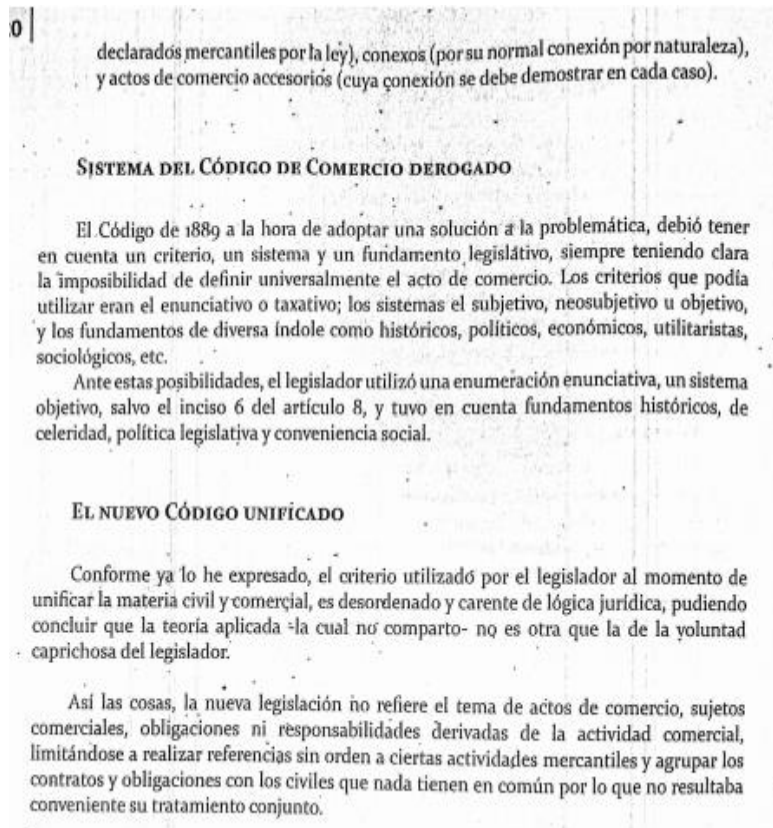 0
declarados mercantiles por la ley), conexos (por su normal conexión por naturaleza),
y actos de comercio accesorios (cuya conexión se debe demostrar en cada caso).
SISTEMA DEL CÓDIGO DE COMERCIO DEROGADO
El Código de 1889 a la hora de adoptar una solución a la problemática, debió tener
en cuenta un criterio, un sistema y un fundamento legislativo, siempre teniendo clara
la imposibilidad de definir universalmente el acto de comercio. Los criterios que podía
utilizar eran el enunciativo o taxativo; los sistemas el subjetivo, neosubjetivo u objetivo,
y los fundamentos de diversa índole como históricos, políticos, económicos, utilitaristas,
sociológicos, etc.
Ante estas posibilidades, el legislador utilizó una enumeración enunciativa, un sistema
objetivo, salvo el inciso 6 del artículo 8, y tuvo en cuenta fundamentos históricos, de
celeridad, política legislativa y conveniencia social.
EL NUEVO CÓDIGO UNIFICADO
Conforme ya lo he expresado, el criterio utilizado por el legislador al momento de
unificar la materia civil y comercial, es desordenado y carente de lógica jurídica, pudiendo
concluir que la teoría aplicada -la cual no comparto- no es otra que la de la voluntad
caprichosa del legislador.
Así las cosas, la nueva legislación no refiere el tema de actos de comercio, sujetos
comerciales, obligaciones ni responsabilidades derivadas de la actividad comercial,
limitándose a realizar referencias sin orden a ciertas actividades mercantiles y agrupar los
contratos y obligaciones con los civiles que nada tienen en común por lo que no resultaba
conveniente su tratamiento conjunto.